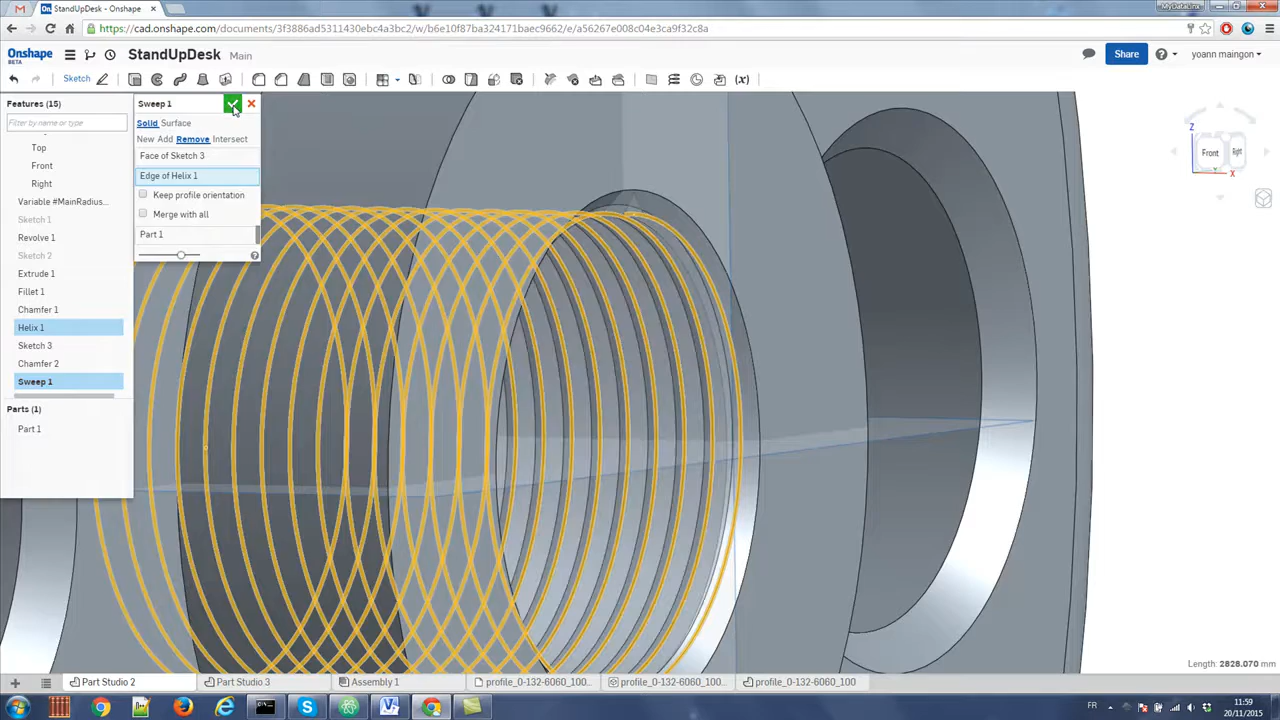 StandUpDesk - Onshape
MyDataLinx
https://cad.onshape.com/documents/3f3886ad5311430ebc4a3bc2/w/b6e10f87ba324171baec9662/e/a56267e008c04e3ca9f3c8a
Onshape
StandUpDesk Main
Share
yoann maingon
Sketch
(x)
Features (15)
Filter by name or type
Top
Front
Right
Variable #MainRadius...
Sketch 1
Revolve 1
Sketch 2
Extrude 1
Fillet 1
Chamfer 1
Helix 1
Sketch 3
Chamfer 2
Sweep 1
Parts (1)
Part 1
Sweep 1
Solid Surface
New Add Remove Intersect
Face of Sketch 3
Edge of Helix 1
Keep profile orientation
Merge with all
Part 1
Z
Front
Right
X
Length: 2828.070 mm
Part Studio 2
Part Studio 3
Assembly 1
profile_0-132-6060_100...
profile_0-132-6060_100...
profile_0-132-6060_100
FR
11:59
20/11/2015